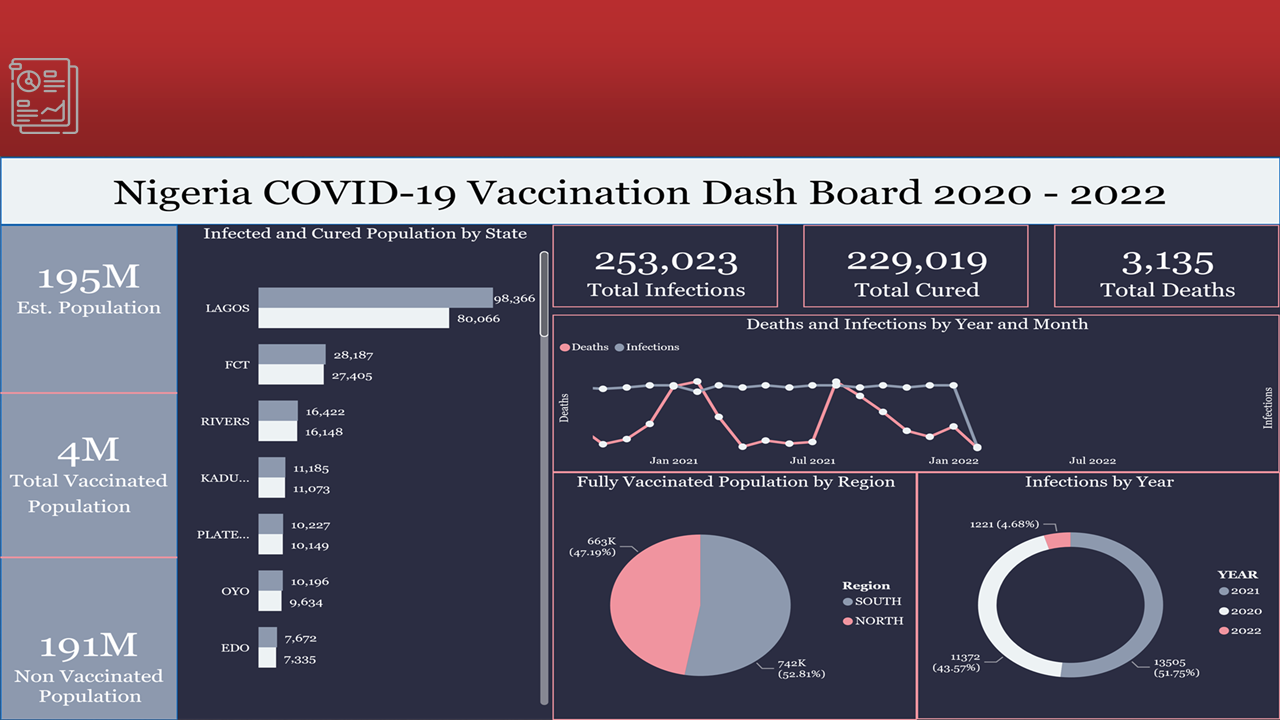 Nigeria COVID-19 Vaccination Dash Board 2020 - 2022
195M
Est. Population
4M
Total Vaccinated
Population
191M
Non Vaccinated
Population
Infected and Cured Population by State
LAGOS
98,366
80,066
FCT
28,187
27,405
RIVERS
16,422
16,148
KADU...
11,185
11,073
PLATE...
10,227
10,149
OYO
10,196
9,634
EDO
7,672
7,335
253,023
Total Infections
229,019
Total Cured
3,135
Total Deaths
Deaths and Infections by Year and Month
Deaths Infections
Deaths
Infections
Jan 2021 Jul 2021 Jan 2022 Jul 2022
Fully Vaccinated Population by Region
663K
(47.19%)
742K
(52.81%)
Region
SOUTH
NORTH
Infections by Year
1221 (4.68%)
11372
(43.57%)
13505
(51.75%)
YEAR
2021
2020
2022